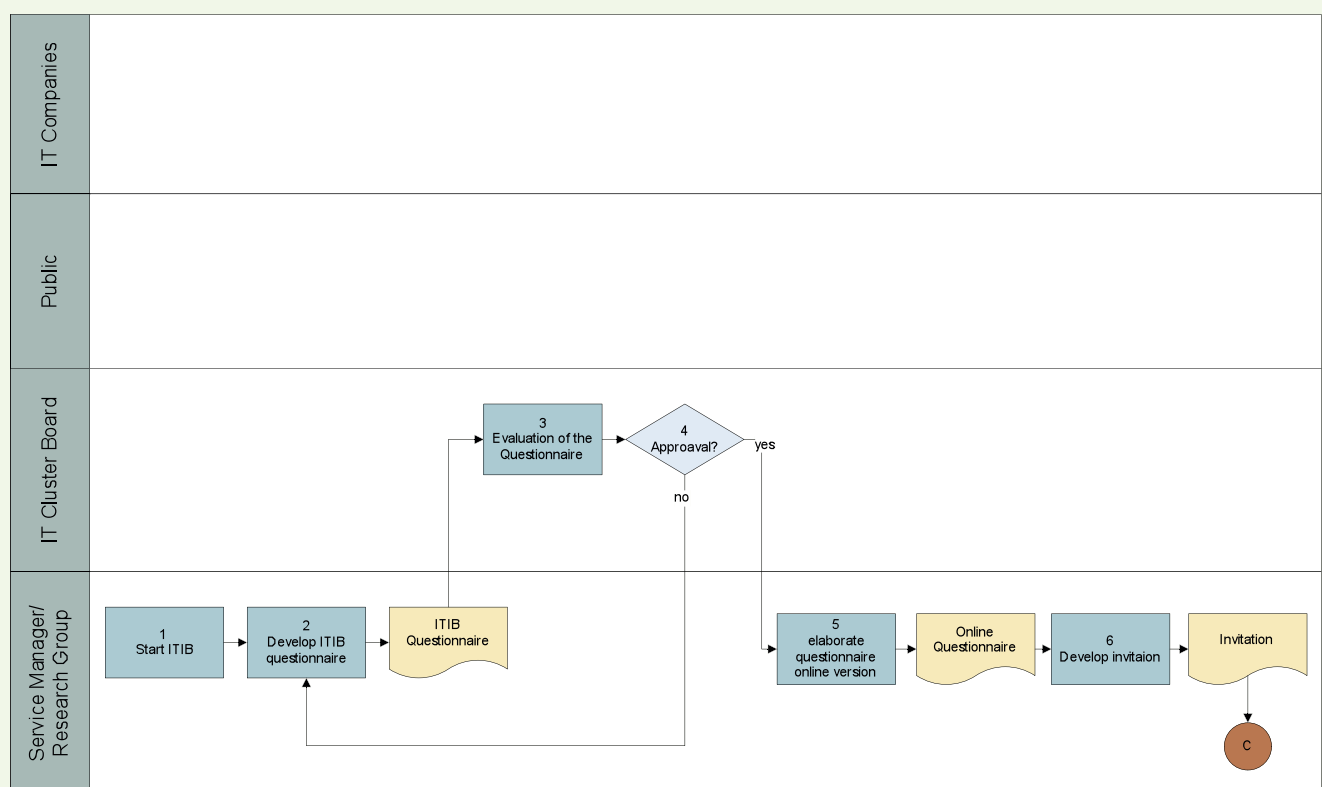 IT Companies
Public
IT Cluster Board
3
Evaluation of the
Questionnaire
4
Approaval?
yes
no
Service Manager/
Research Group
1
Start ITIB
2
Develop ITIB
questionnaire
ITIB
Questionnaire
5
elaborate
questionnaire
online version
Online
Questionnaire
6
Develop invitaion
Invitation
C